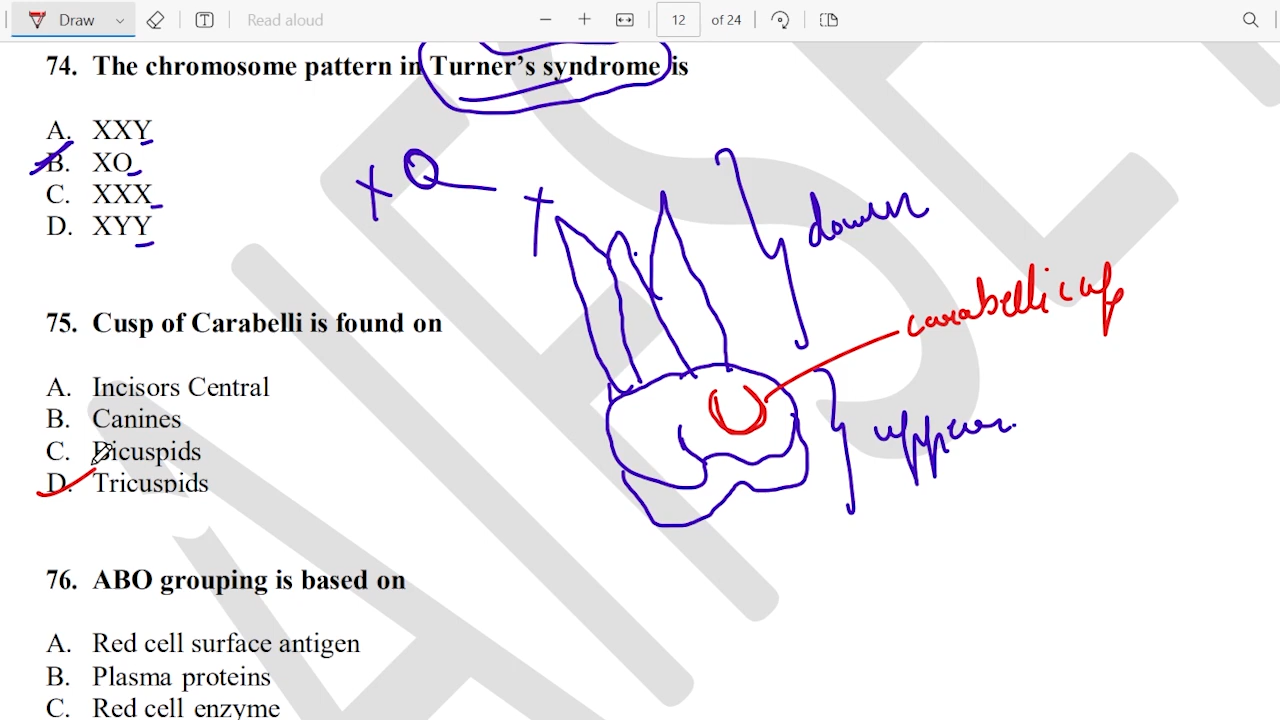 Draw
Read aloud
12 of 24
74. The chromosome pattern in Turner's syndrome is
A. XXY
B. XO
C. XXX
D. XYY
XO
down
carabelli cusp
75. Cusp of Carabelli is found on
A. Incisors Central
B. Canines
C. Bicuspids
D. Tricuspids
upper
76. ABO grouping is based on
A. Red cell surface antigen
B. Plasma proteins
C. Red cell enzyme